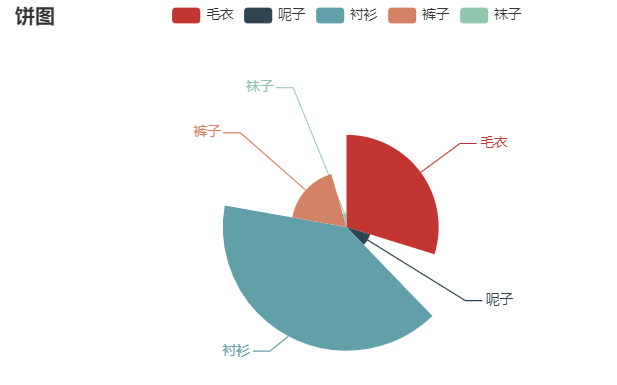 饼图
毛衣 呢子 衬衫 裤子 袜子
袜子
裤子
毛衣
呢子
衬衫